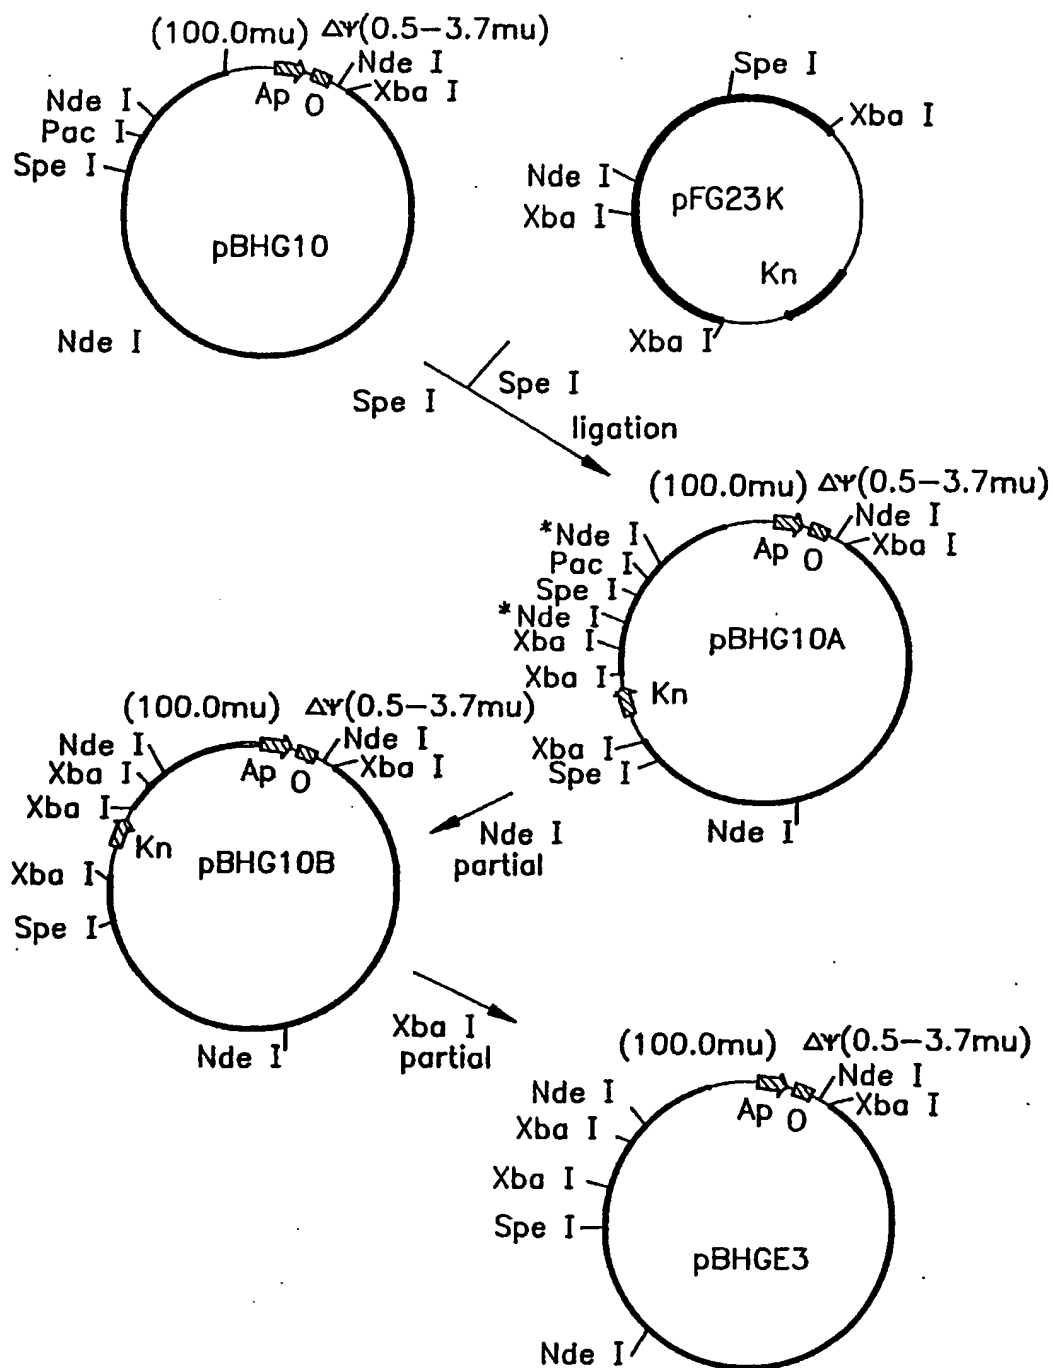 (100.0mu) ΔΨ(0.5-3.7mu)
Nde I
Xba I
Ap O
Nde I
Pac I
Spe I
pBHG10
Nde I
Spe I
Xba I
Nde I
Xba I
pFG23K
Kn
Xba I
Spe I
Spe I
ligation
(100.0mu) ΔΨ(0.5-3.7mu)
Nde I
Xba I
Ap O
*Nde I
Pac I
Spe I
*Nde I
Xba I
Xba I
Kn
pBHG10A
Xba I
Spe I
Nde I
Nde I
partial
(100.0mu) ΔΨ(0.5-3.7mu)
Nde I
Xba I
Ap O
Nde I
Xba I
Xba I
Kn
pBHG10B
Xba I
Spe I
Nde I
Xba I
partial
(100.0mu) ΔΨ(0.5-3.7mu)
Nde I
Xba I
Ap O
Nde I
Xba I
Xba I
Spe I
pBHGE3
Nde I